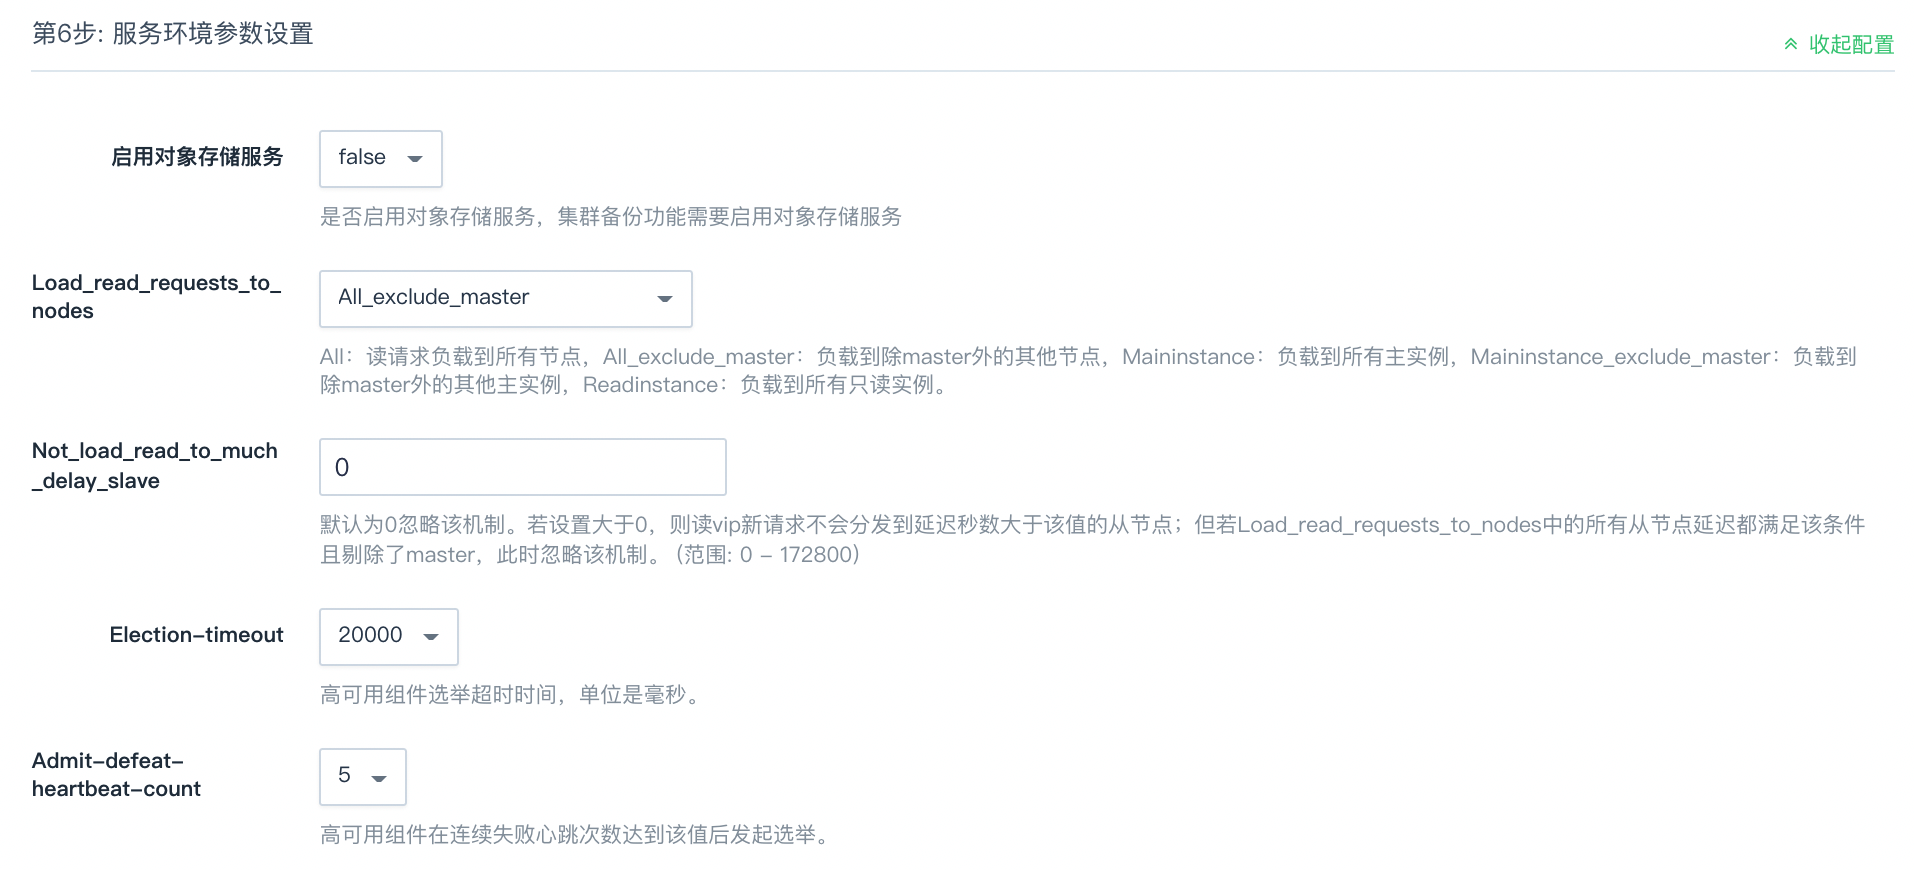 第6步: 服务环境参数设置
收起配置
启用对象存储服务
false
是否启用对象存储服务，集群备份功能需要启用对象存储服务
Load_read_requests_to_
nodes
All_exclude_master
All：读请求负载到所有节点，All_exclude_master：负载到除master外的其他节点，Maininstance：负载到所有主实例，Maininstance_exclude_master：负载到
除master外的其他主实例，Readinstance：负载到所有只读实例。
Not_load_read_to_much
_delay_slave
0
默认为0忽略该机制。若设置大于0，则读vip新请求不会分发到延迟秒数大于该值的从节点；但若Load_read_requests_to_nodes中的所有从节点延迟都满足该条件
且剔除了master，此时忽略该机制。（范围: 0 - 172800）
Election-timeout
20000
高可用组件选举超时时间，单位是毫秒。
Admit-defeat-
heartbeat-count
5
高可用组件在连续失败心跳次数达到该值后发起选举。